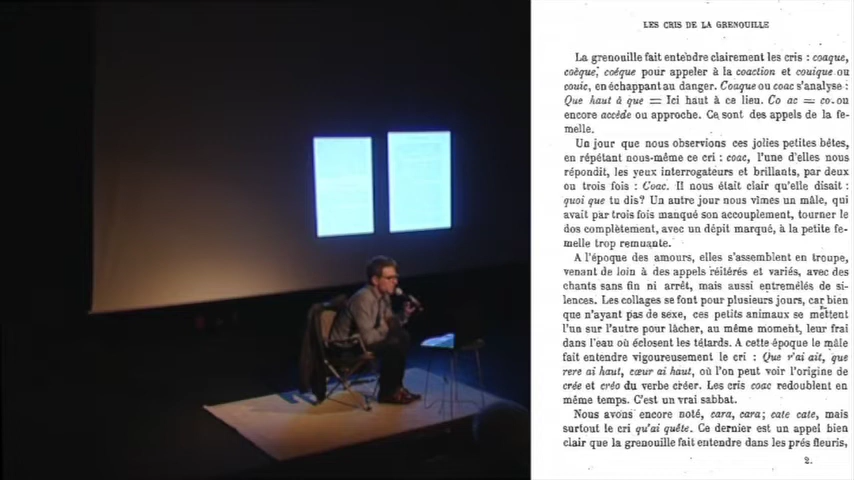 LES CRIS DE LA GRENOUILLE
La grenouille fait entendre clairement les cris : coaque,
coèque, coéque pour appeler à la coaction et couique ou
couic, en échappant au danger. Coaque ou coac s'analyse :
Que haut à que = Ici haut à ce lieu. Co ac = co. ou
encore accède ou approche. Ce sont des appels de la fe-
melle.
Un jour que nous observions ces jolies petites bêtes,
en répétant nous-même ce cri : coac, l'une d'elles nous
répondit, les yeux interrogateurs et brillants, par deux
ou trois fois : Coac. Il nous était clair qu'elle disait :
quoi que tu dis? Un autre jour nous vîmes un mâle, qui
avait par trois fois manqué son accouplement, tourner le
dos complètement, avec un dépit marqué, à la petite fe-
melle trop remuante.
A l'époque des amours, elles s'assemblent en troupe,
venant de loin à des appels réitérés et variés, avec des
chants sans fin ni arrêt, mais aussi entremêlés de si-
lences. Les collages se font pour plusieurs jours, car bien
que n'ayant pas de sexe, ces petits animaux se mettent
l'un sur l'autre pour lâcher, au même moment, leur frai
dans l'eau où éclosent les têtards. A cette époque le mâle
fait entendre vigoureusement le cri : Que r'ai ait, que
rere ai haut, cœur ai haut, où l'on peut voir l'origine de
crée et créo du verbe créer. Les cris coac redoublent en
même temps. C'est un vrai sabbat.
Nous avons encore noté, cara, cara; cate cate, mais
surtout le cri qu'ai quête. Ce dernier est un appel bien
clair que la grenouille fait entendre dans les prés fleuris,
2.